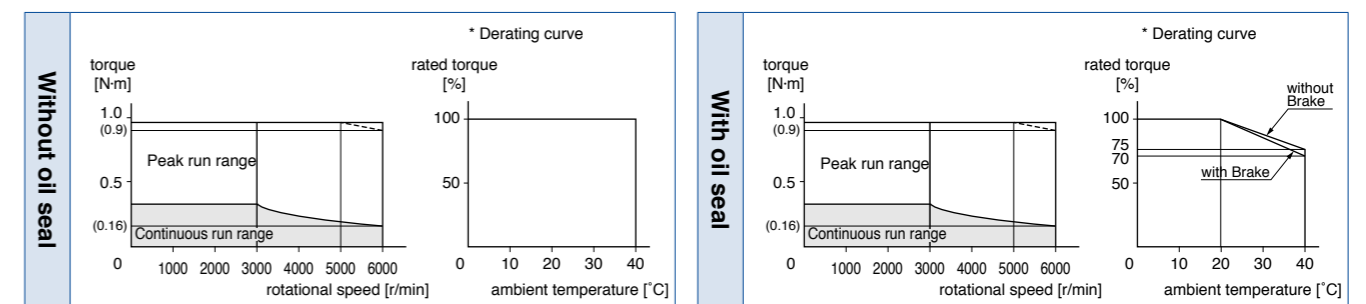 Without oil seal
* Derating curve
torque
[N·m]
1.0
(0.9)
Peak run range
0.5
(0.16)
Continuous run range
0 1000 2000 3000 4000 5000 6000
rotational speed [r/min]
rated torque
[%]
100
50
0 10 20 30 40
ambient temperature [˚C]
With oil seal
* Derating curve
torque
[N·m]
1.0
(0.9)
Peak run range
0.5
(0.16)
Continuous run range
0 1000 2000 3000 4000 5000 6000
rotational speed [r/min]
rated torque
[%]
without
Brake
100
75
70
with Brake
50
0 10 20 30 40
ambient temperature [˚C]